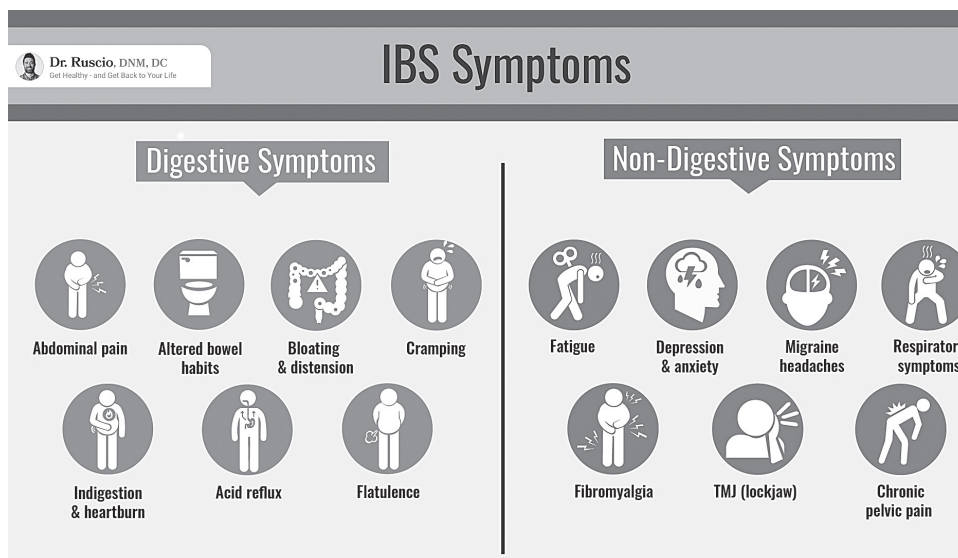 Dr. Ruscio, DNM, DC
Get Healthy - and Get Back to Your Life
IBS Symptoms
Digestive Symptoms
Abdominal pain
Altered bowel
habits
Bloating
& distension
Cramping
Indigestion
& heartburn
Acid reflux
Flatulence
Non-Digestive Symptoms
Fatigue
Depression
& anxiety
Migraine
headaches
Respirator
symptoms
Fibromyalgia
TMJ (lockjaw)
Chronic
pelvic pain